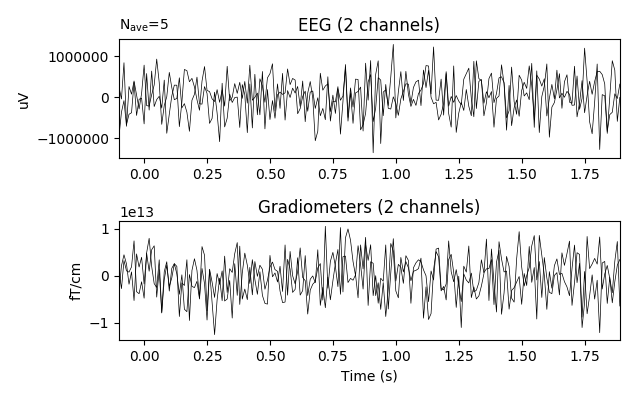 N_ave=5
EEG (2 channels)
1000000
0
−1000000
uV
0.00 0.25 0.50 0.75 1.00 1.25 1.50 1.75
1e13
Gradiometers (2 channels)
1
0
−1
fT/cm
0.00 0.25 0.50 0.75 1.00 1.25 1.50 1.75
Time (s)